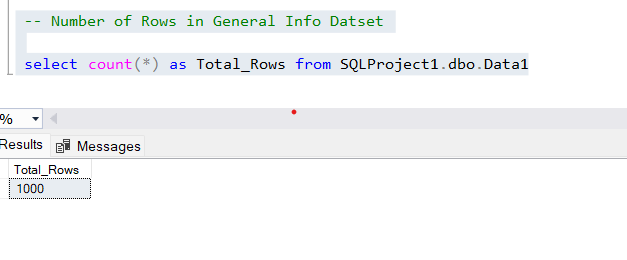 -- Number of Rows in General Info Datset
select count(*) as Total_Rows from SQLProject1.dbo.Data1
%
Results Messages
Total_Rows
1000